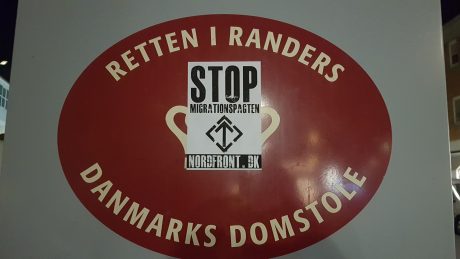 RETTEN I RANDERS
STOP
MIGRATIONSPAGTEN
NORDFRONT.DK
DANMARKS DOMSTOLE